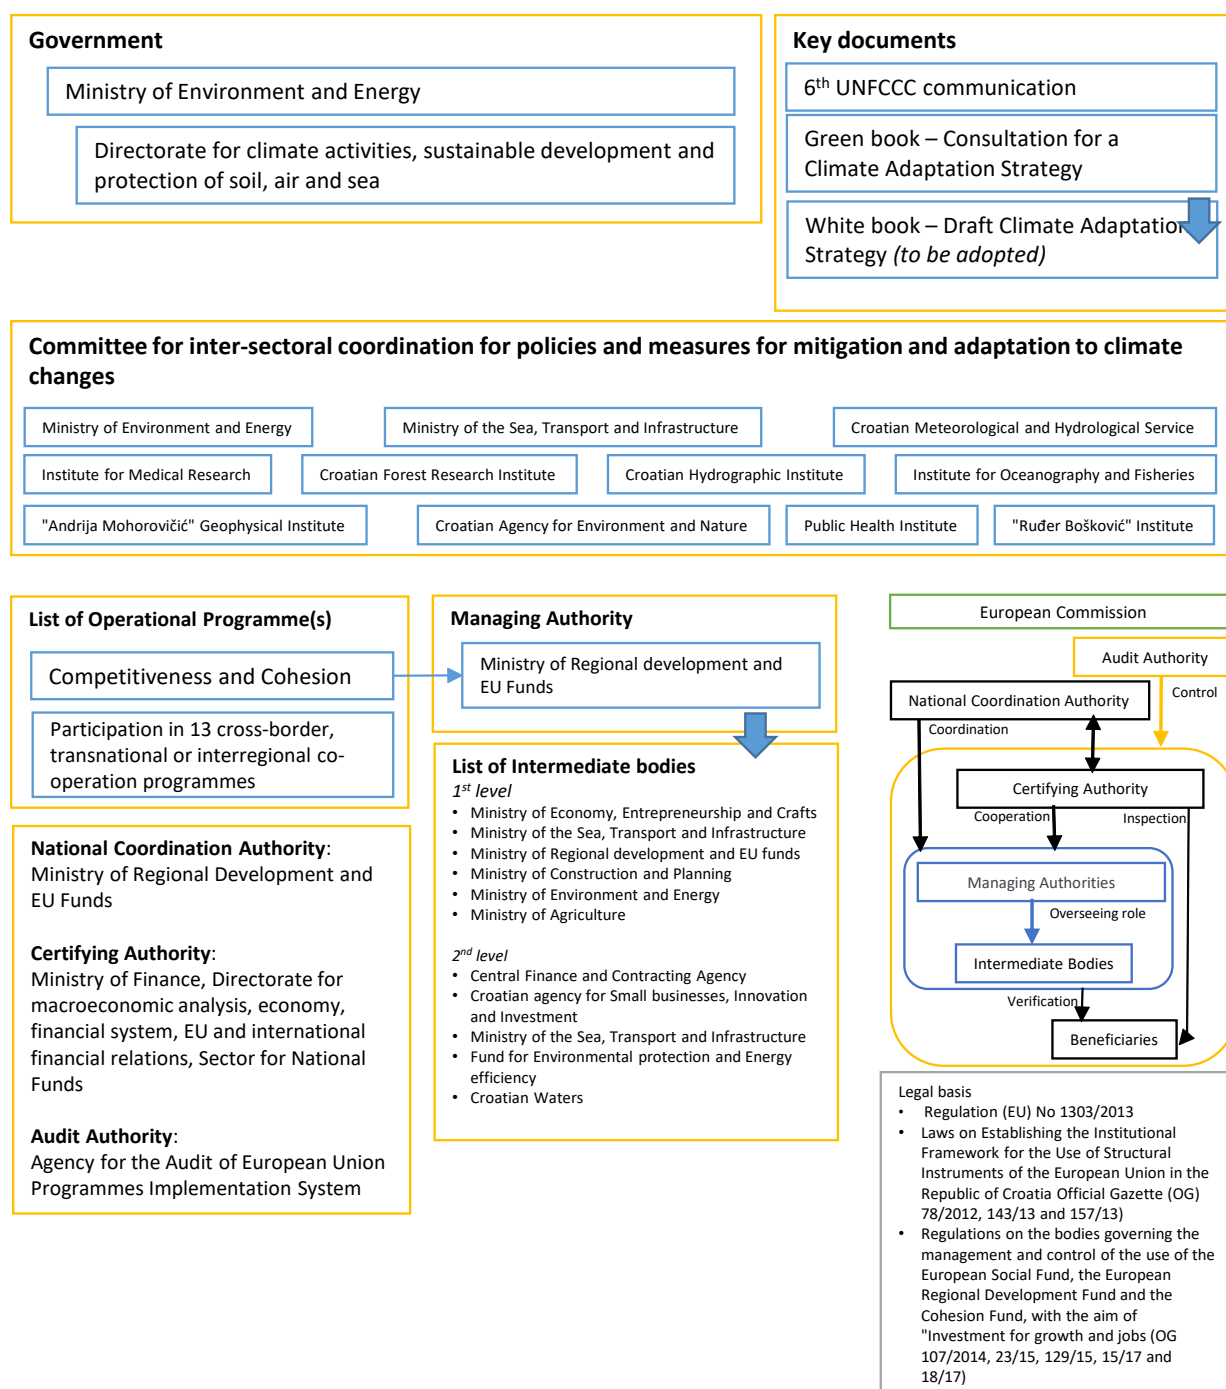 Government
Ministry of Environment and Energy
Directorate for climate activities, sustainable development and
protection of soil, air and sea
Key documents
6th UNFCCC communication
Green book – Consultation for a
Climate Adaptation Strategy
White book – Draft Climate Adaptation
Strategy (to be adopted)
Committee for inter-sectoral coordination for policies and measures for mitigation and adaptation to climate
changes
Ministry of Environment and Energy
Ministry of the Sea, Transport and Infrastructure
Croatian Meteorological and Hydrological Service
Institute for Medical Research
Croatian Forest Research Institute
Croatian Hydrographic Institute
Institute for Oceanography and Fisheries
"Andrija Mohorovičić" Geophysical Institute
Croatian Agency for Environment and Nature
Public Health Institute
"Ruđer Bošković" Institute
List of Operational Programme(s)
Competitiveness and Cohesion
Participation in 13 cross-border,
transnational or interregional co-
operation programmes
Managing Authority
Ministry of Regional development and
EU Funds
National Coordination Authority:
Ministry of Regional Development and
EU Funds
Certifying Authority:
Ministry of Finance, Directorate for
macroeconomic analysis, economy,
financial system, EU and international
financial relations, Sector for National
Funds
Audit Authority:
Agency for the Audit of European Union
Programmes Implementation System
List of Intermediate bodies
1st level
• Ministry of Economy, Entrepreneurship and Crafts
• Ministry of the Sea, Transport and Infrastructure
• Ministry of Regional development and EU funds
• Ministry of Construction and Planning
• Ministry of Environment and Energy
• Ministry of Agriculture
2nd level
• Central Finance and Contracting Agency
• Croatian agency for Small businesses, Innovation
and Investment
• Ministry of the Sea, Transport and Infrastructure
• Fund for Environmental protection and Energy
efficiency
• Croatian Waters
European Commission
Audit Authority
Control
National Coordination Authority
Coordination
Certifying Authority
Cooperation
Inspection
Managing Authorities
Overseeing role
Intermediate Bodies
Verification
Beneficiaries
Legal basis
• Regulation (EU) No 1303/2013
• Laws on Establishing the Institutional
Framework for the Use of Structural
Instruments of the European Union in the
Republic of Croatia Official Gazette (OG)
78/2012, 143/13 and 157/13)
• Regulations on the bodies governing the
management and control of the use of the
European Social Fund, the European
Regional Development Fund and the
Cohesion Fund, with the aim of
"Investment for growth and jobs (OG
107/2014, 23/15, 129/15, 15/17 and
18/17)